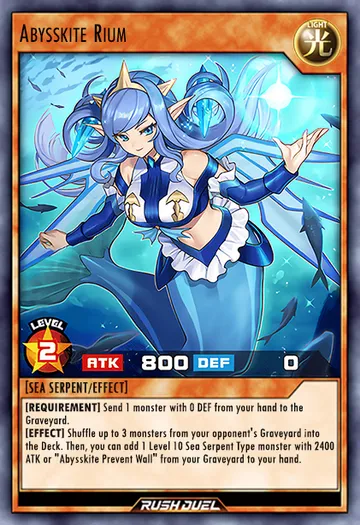 ABYSSKITE RIUM
LIGHT
光
LEVEL
2
ATK 800 DEF 0
[SEA SERPENT/EFFECT]
[REQUIREMENT] Send 1 monster with 0 DEF from your hand to the
Graveyard.
[EFFECT] Shuffle up to 3 monsters from your opponent's Graveyard into
the Deck. Then, you can add 1 Level 10 Sea Serpent Type monster with 2400
ATK or "Abysskite Prevent Wall" from your Graveyard to your hand.
RUSH DUEL